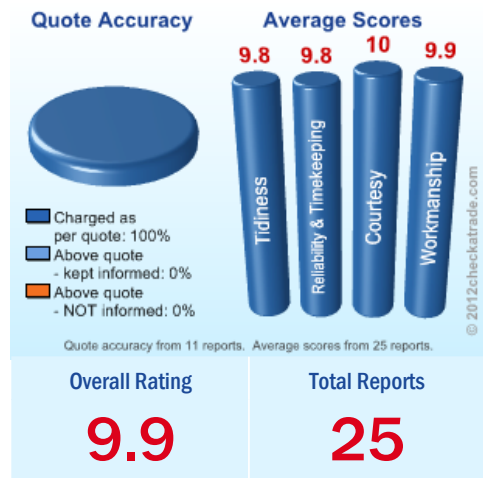 Quote Accuracy
Average Scores
9.8
9.8
10
9.9
Tidiness
Reliability & Timekeeping
Courtesy
Workmanship
Charged as
per quote: 100%
Above quote
- kept informed: 0%
Above quote
- NOT informed: 0%
© 2012checkatrade.com
Quote accuracy from 11 reports. Average scores from 25 reports.
Overall Rating
Total Reports
9.9
25